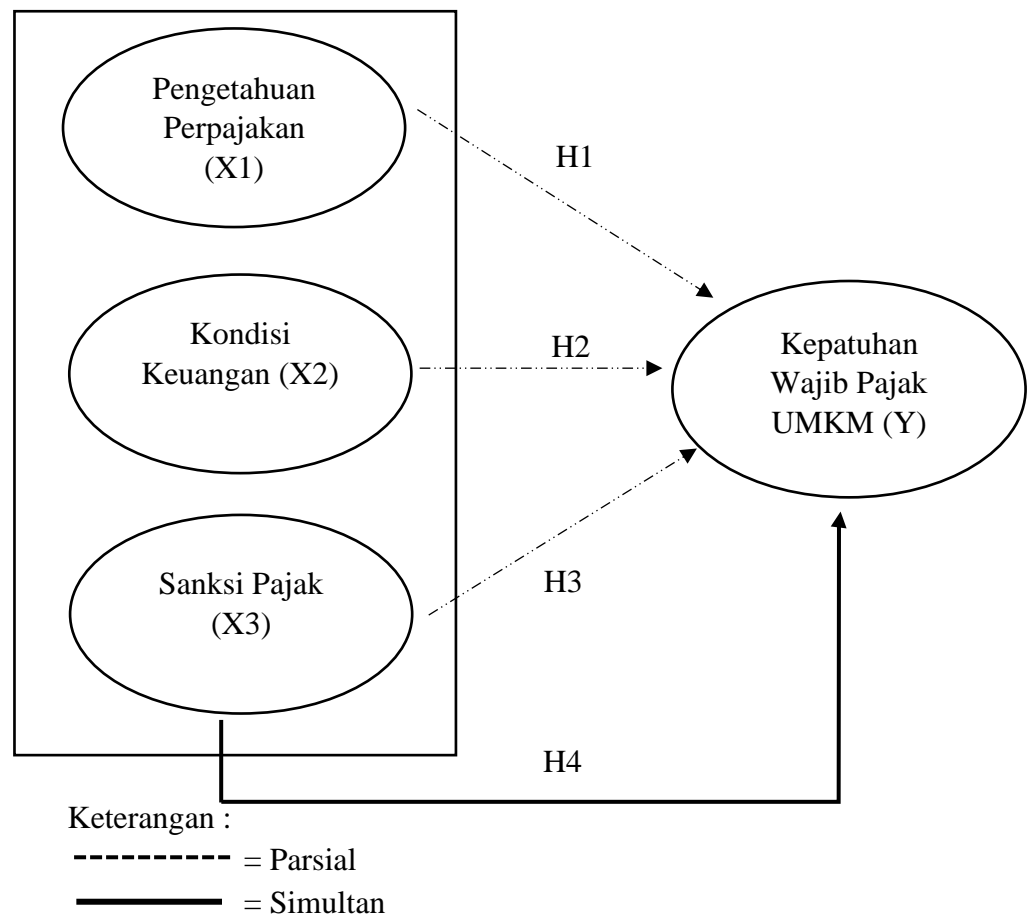 Pengetahuan
Perpajakan
(X1)
H1
Kondisi
Keuangan (X2)
H2
Kepatuhan
Wajib Pajak
UMKM (Y)
Sanksi Pajak
(X3)
H3
H4
Keterangan :
= Parsial
= Simultan